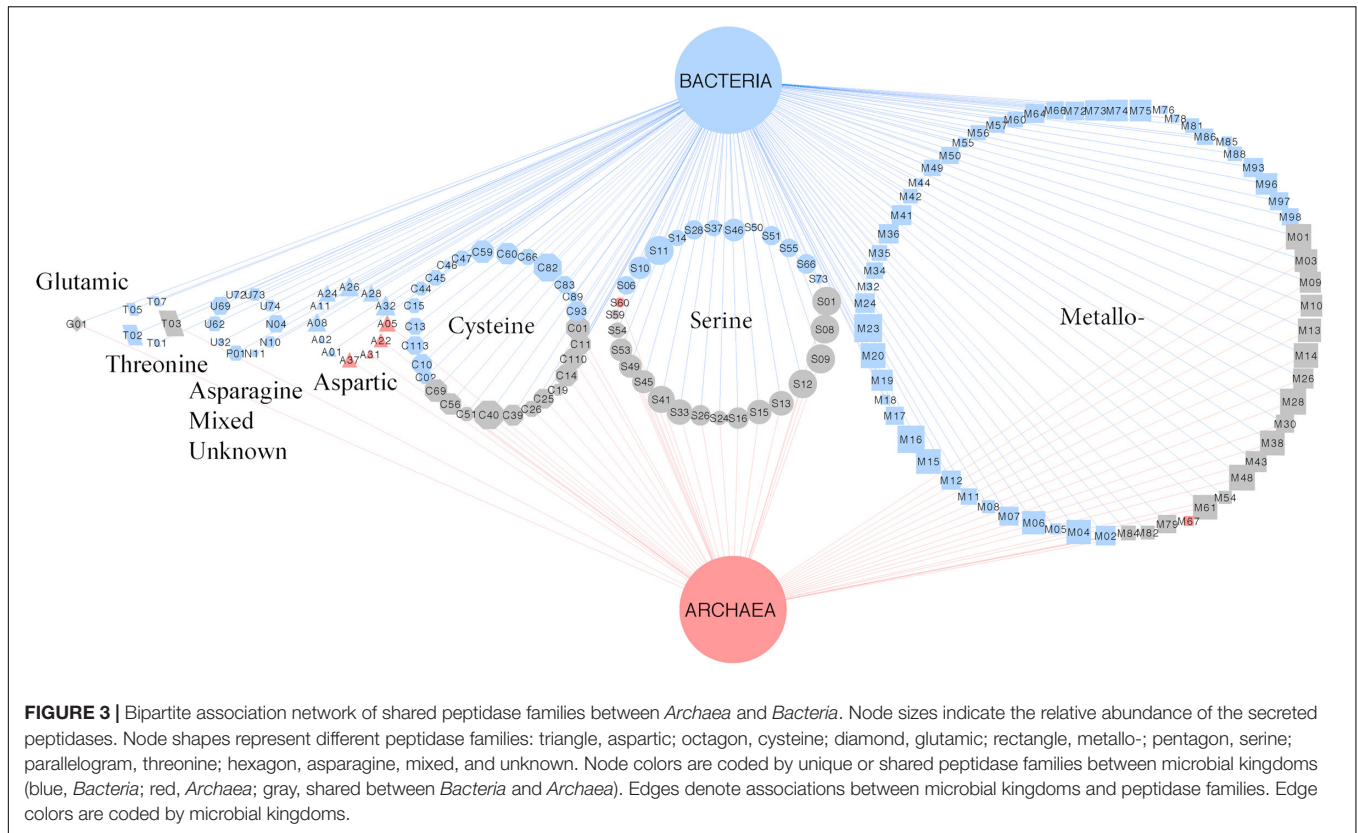 BACTERIA
Glutamic
G01
T05
T07
T02
T03
T01
Threonine
U72
U73
U69
U74
U62
N04
U32
N10
P01
N11
Asparagine
Mixed
Unknown
A26
A24
A28
A11
A32
A08
A05
A02
A22
A01
A31
A37
Aspartic
C59
C60
C66
C47
C46
C82
C45
C83
C44
C89
C15
C93
C13
C01
C113
C11
C10
C110
C02
C14
C69
C19
C56
C25
C51
C26
C40
C39
Cysteine
S46
S50
S37
S28
S51
S14
S55
S11
S66
S10
S73
S06
S60
S01
S59
S54
S08
S53
S09
S49
S45
S12
S41
S13
S33
S15
S26
S24
S16
Serine
M66
M72
M73
M74
M75
M76
M78
M64
M81
M60
M86
M57
M85
M56
M88
M55
M93
M50
M96
M49
M97
M44
M98
M42
M01
M41
M03
M36
M09
M35
M10
M34
M13
M32
M14
M24
M26
M23
M28
M20
M30
M19
M38
M18
M43
M17
M48
M16
M54
M15
M61
M12
M67
M11
M79
M08
M82
M07
M84
M06
M02
M05
M04
Metallo-
ARCHAEA
FIGURE 3 | Bipartite association network of shared peptidase families between Archaea and Bacteria. Node sizes indicate the relative abundance of the secreted
peptidases. Node shapes represent different peptidase families: triangle, aspartic; octagon, cysteine; diamond, glutamic; rectangle, metallo-; pentagon, serine;
parallelogram, threonine; hexagon, asparagine, mixed, and unknown. Node colors are coded by unique or shared peptidase families between microbial kingdoms
(blue, Bacteria; red, Archaea; gray, shared between Bacteria and Archaea). Edges denote associations between microbial kingdoms and peptidase families. Edge
colors are coded by microbial kingdoms.